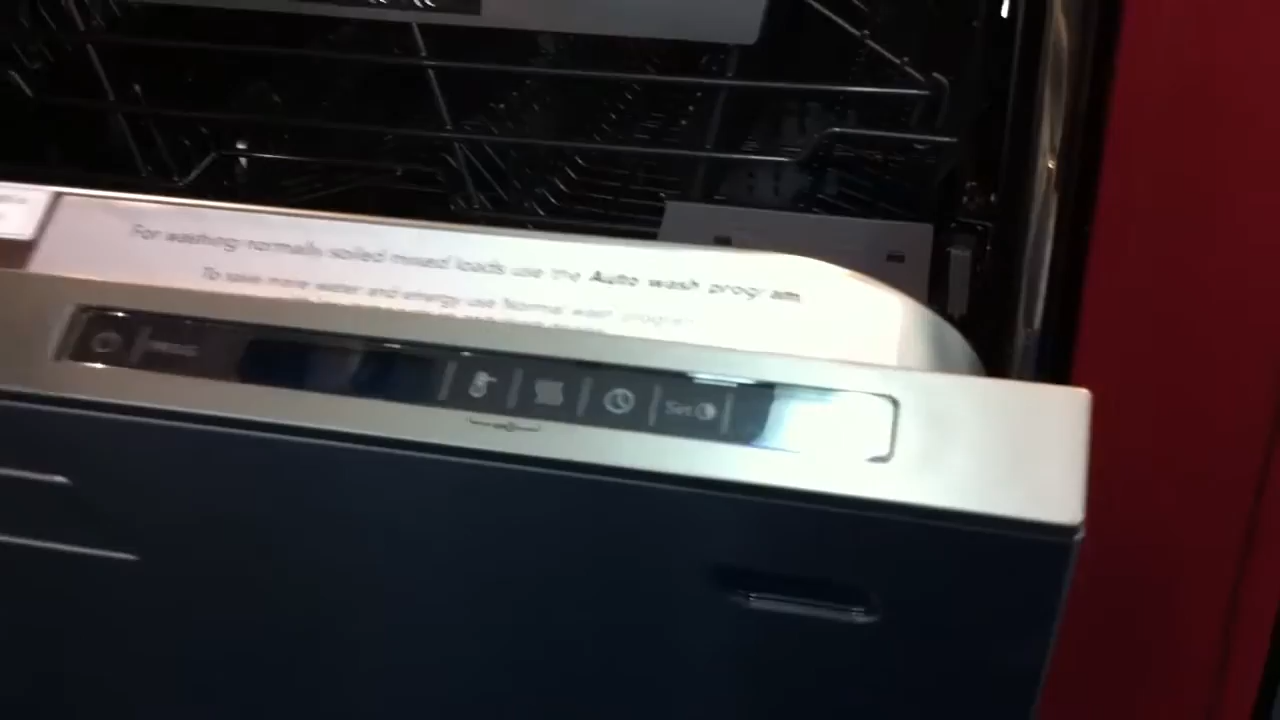 For washing normally soiled mixed loads use the Auto wash program
To save more water and energy use Normal wash program
Set